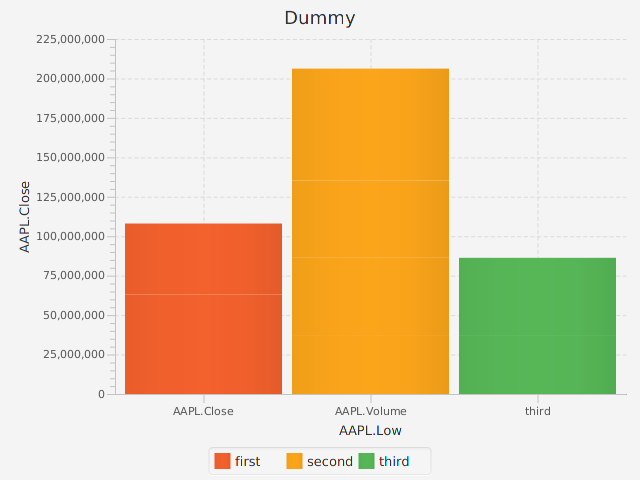 Dummy
225,000,000
200,000,000
175,000,000
150,000,000
125,000,000
100,000,000
75,000,000
50,000,000
25,000,000
0
AAPL.Close
AAPL.Close
AAPL.Volume
third
AAPL.Low
first
second
third